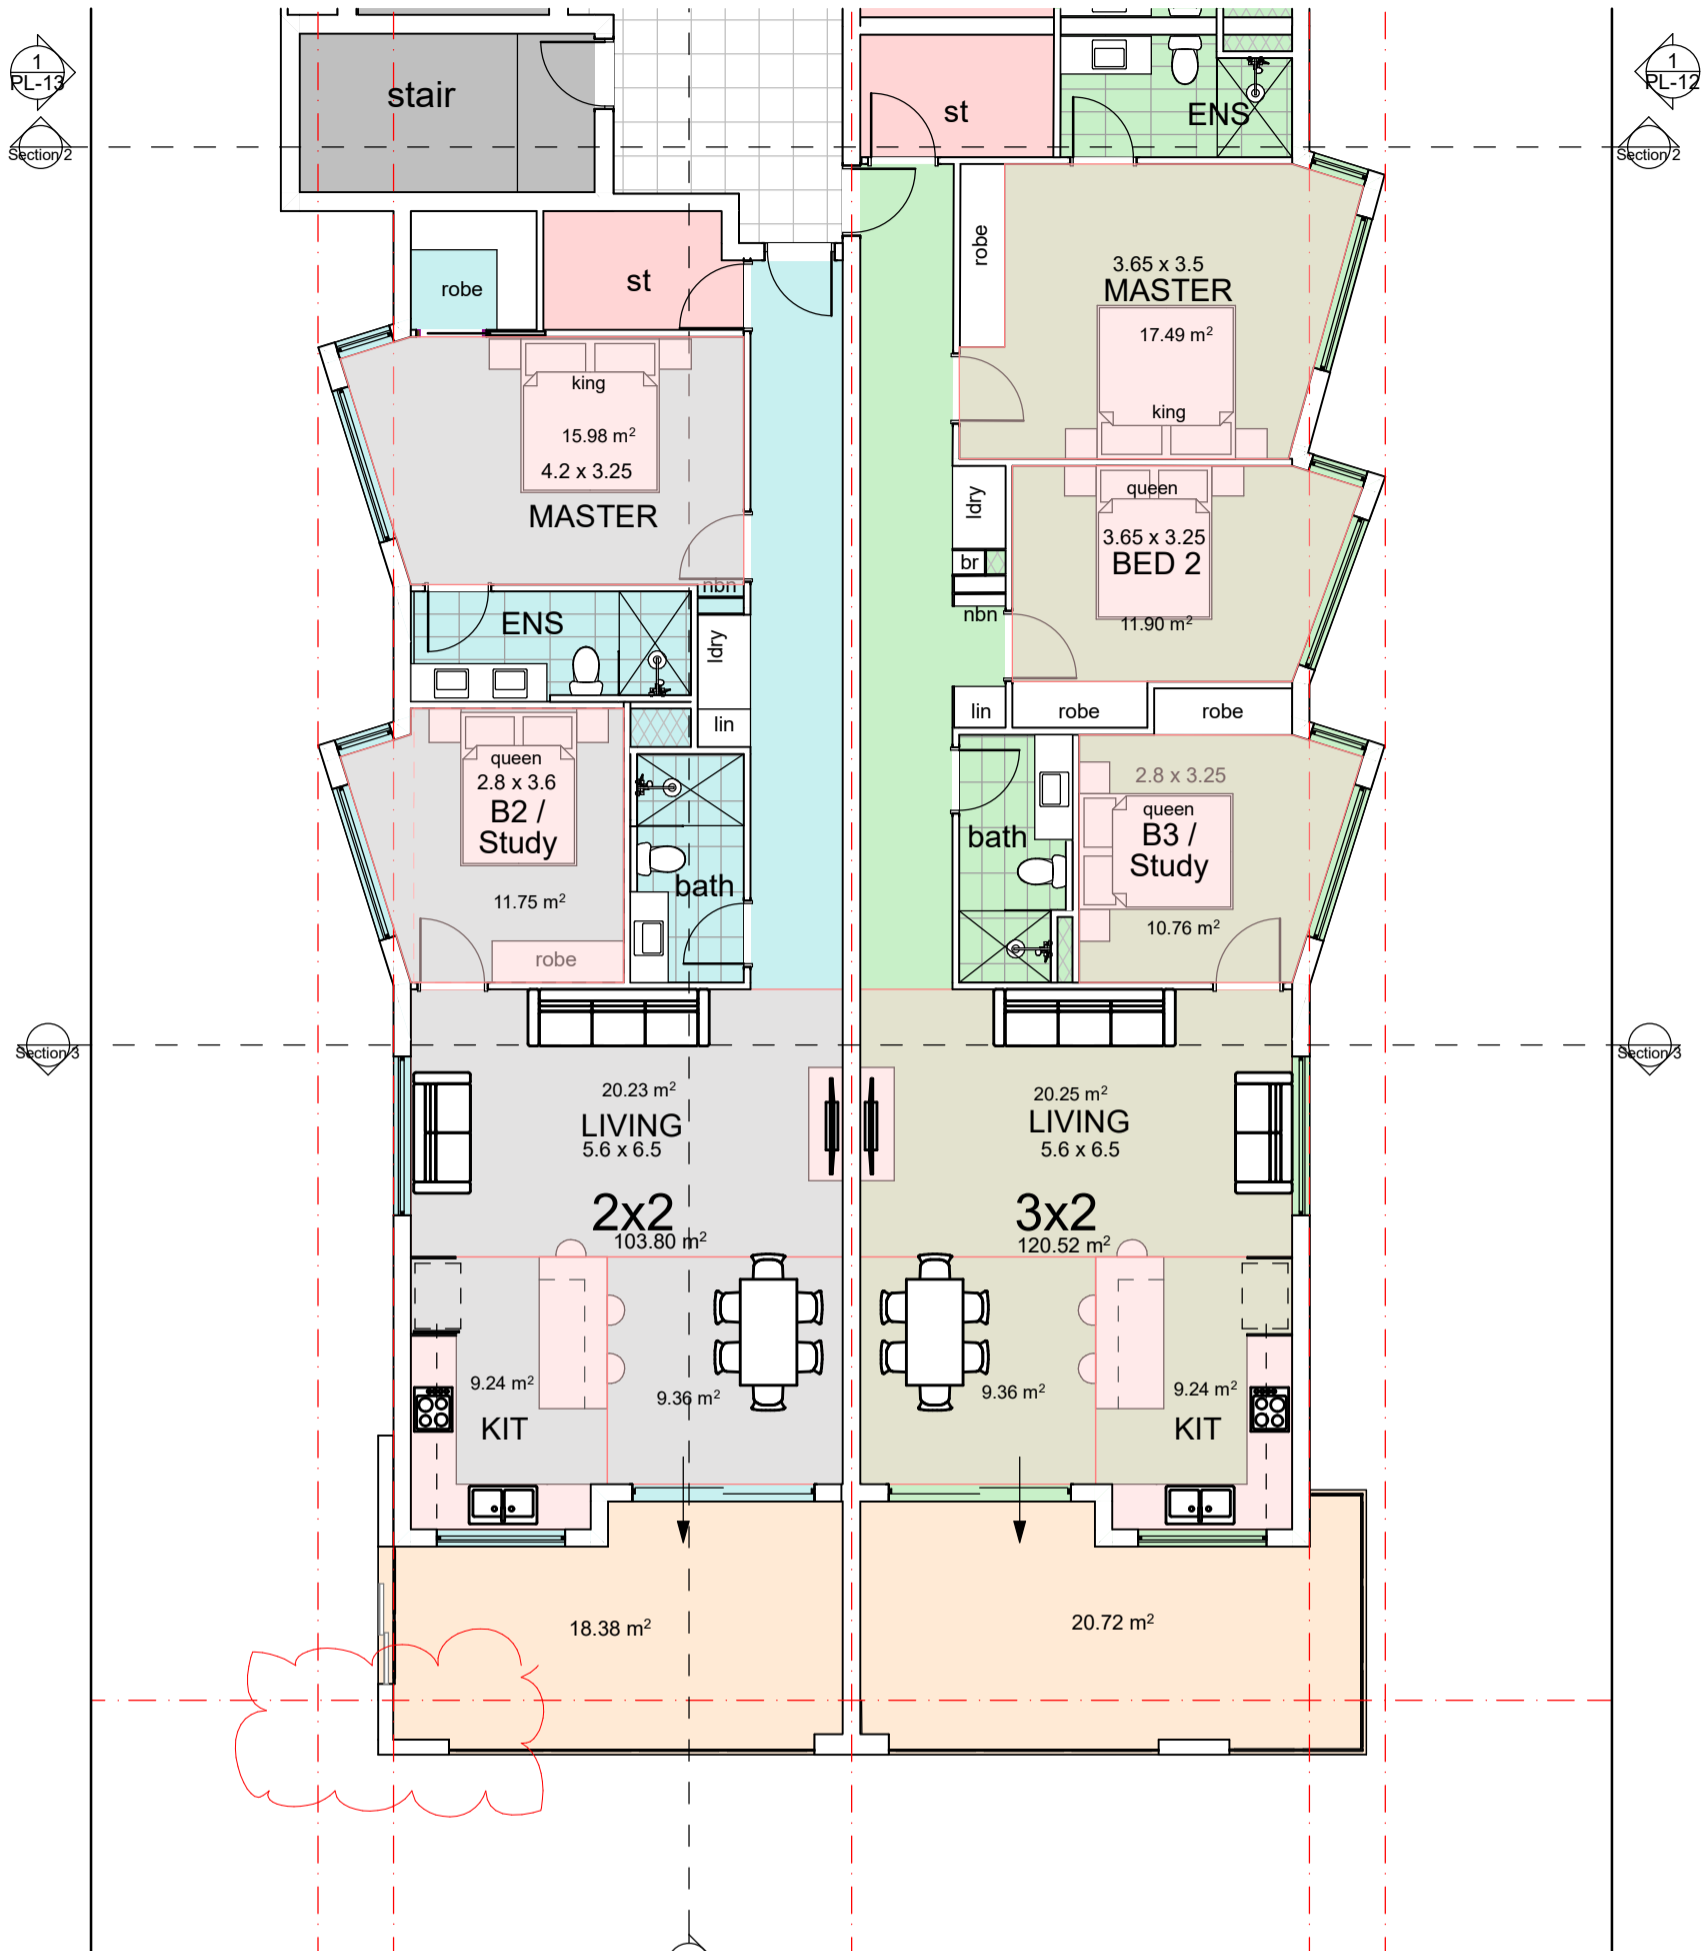 1
PL-13
Section 2
stair
st
ENS
1
PL-12
Section 2
robe
st
robe
3.65 x 3.5
MASTER
17.49 m²
king
king
15.98 m²
4.2 x 3.25
MASTER
ldry
queen
3.65 x 3.25
BED 2
11.90 m²
br
nbn
nbn
ENS
ldry
lin
lin
robe
robe
queen
2.8 x 3.6
B2 /
Study
11.75 m²
robe
bath
bath
2.8 x 3.25
queen
B3 /
Study
10.76 m²
Section 3
Section 3
20.23 m²
LIVING
5.6 x 6.5
2x2
103.80 m²
20.25 m²
LIVING
5.6 x 6.5
3x2
120.52 m²
9.24 m²
KIT
9.36 m²
9.36 m²
9.24 m²
KIT
18.38 m²
20.72 m²